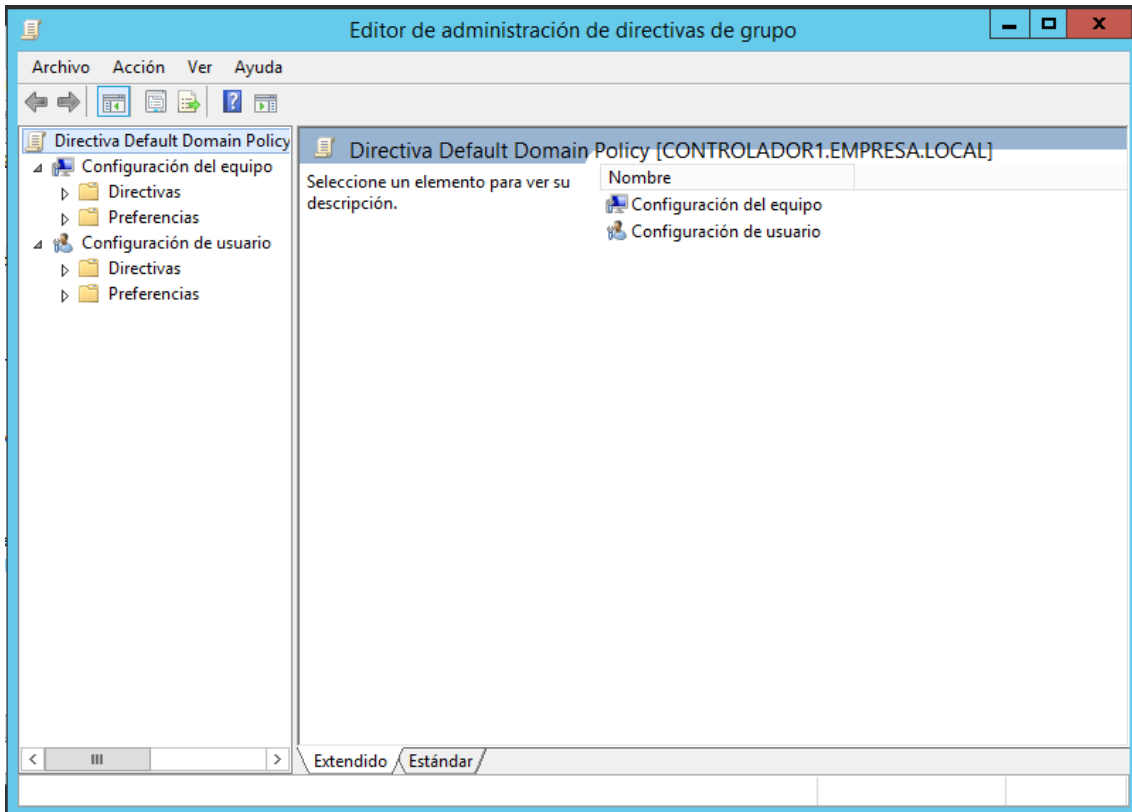 Editor de administración de directivas de grupo
Archivo Acción Ver Ayuda
Directiva Default Domain Policy
Configuración del equipo
Directivas
Preferencias
Configuración de usuario
Directivas
Preferencias
Directiva Default Domain Policy [CONTROLADOR1.EMPRESA.LOCAL]
Seleccione un elemento para ver su
descripción.
Nombre
Configuración del equipo
Configuración de usuario
Extendido Estándar